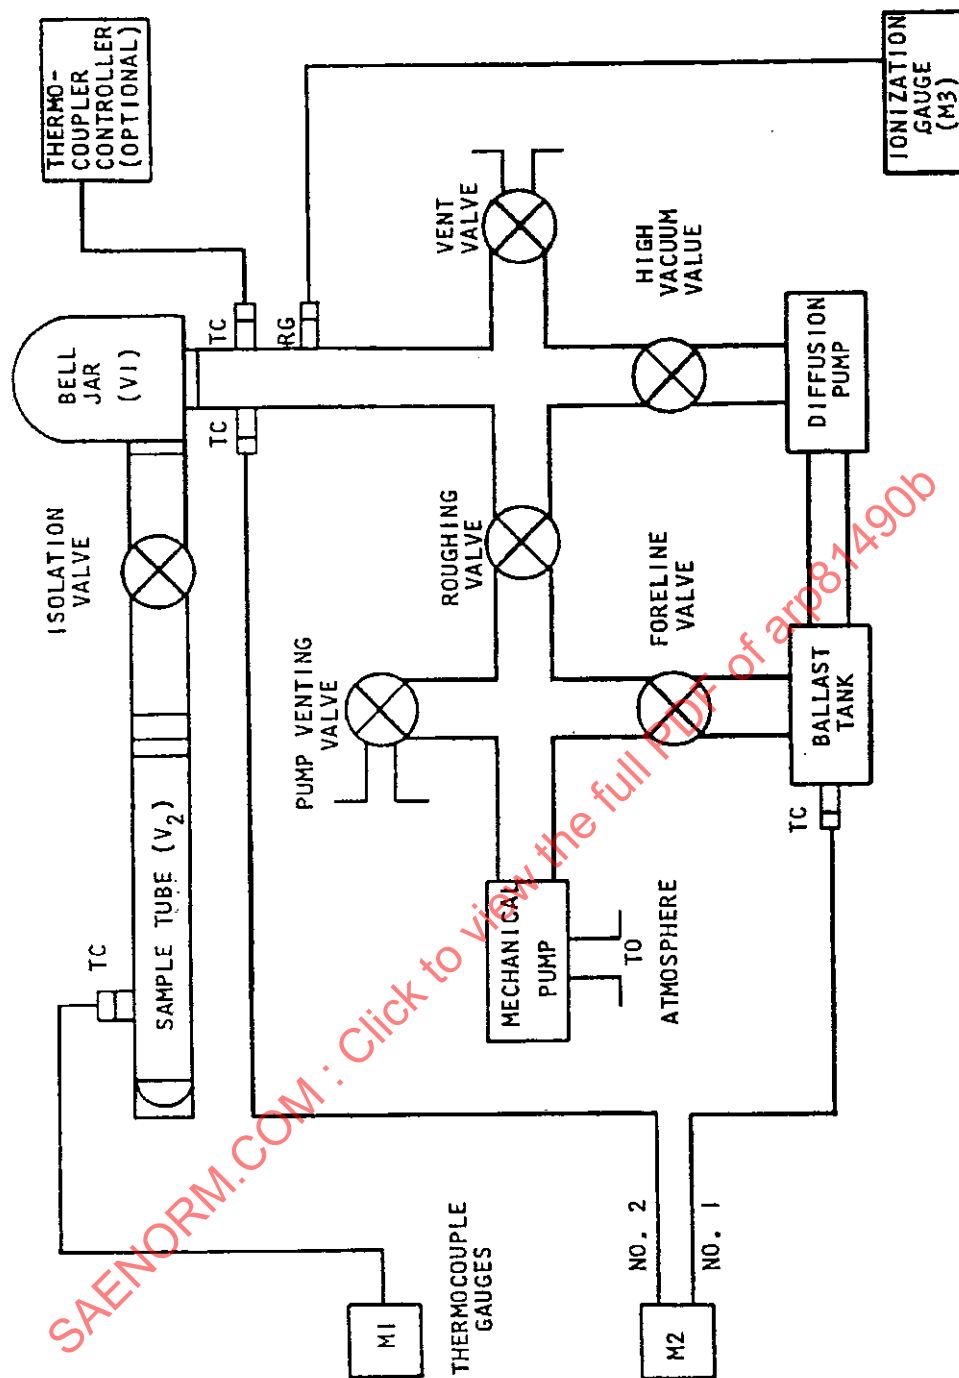 THERMO-
COUPLER
CONTROLLER
(OPTIONAL)
IONIZATION
GAUGE
(M3)
BELL
JAR
(V1)
TC
RG
TC
VENT
VALVE
HIGH
VACUUM
VALUE
DIFFUSION
PUMP
ISOLATION
VALVE
ROUGHING
VALVE
FORELINE
VALVE
BALLAST
TANK
TC
PUMP VENTING
VALVE
SAMPLE TUBE (V2)
TC
MECHANICAL
PUMP
TO
ATMOSPHERE
NO. 2
NO. 1
THERMOCOUPLE
GAUGES
M1
M2
SAENORM.COM : Click to view the full PDF of arp81490b